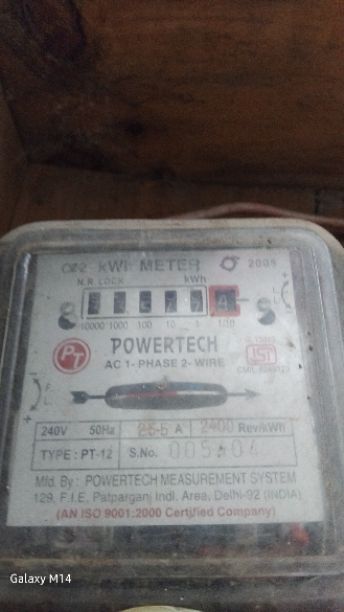 KWH METER 2008
N.R. LOCK kWh
10000 1000 100 10 1 1/10
POWERTECH
PT
AC 1- PHASE 2- WIRE
240V 50Hz A 2400 Rev/kWh
TYPE : PT-12 S.No.
Mfd. By : POWERTECH MEASUREMENT SYSTEM
129, F.I.E, Patparganj Indl. Area, Delhi-92 (INDIA)
(AN ISO 9001:2000 Certified Company)
Galaxy M14